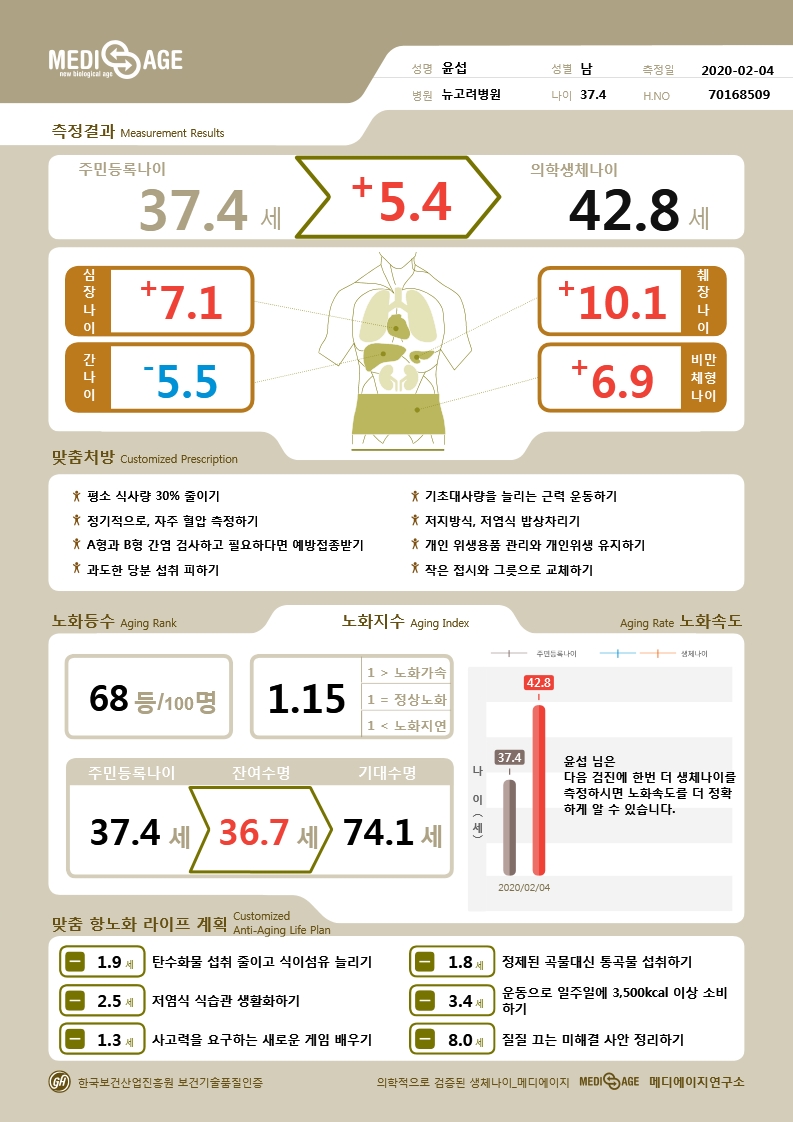 MEDI AGE
new biological age
성명 윤섭 성별 남 측정일 2020-02-04
병원 뉴고려병원 나이 37.4 H.NO 70168509
측정결과 Measurement Results
주민등록나이
37.4 세
+5.4
의학생체나이
42.8 세
심장나이
+7.1
췌장나이
+10.1
간나이
-5.5
비만체형나이
+6.9
맞춤처방 Customized Prescription
평소 식사량 30% 줄이기
기초대사량을 늘리는 근력 운동하기
정기적으로, 자주 혈압 측정하기
저지방식, 저염식 밥상차리기
A형과 B형 간염 검사하고 필요하다면 예방접종받기
개인 위생용품 관리와 개인위생 유지하기
과도한 당분 섭취 피하기
작은 접시와 그릇으로 교체하기
노화등수 Aging Rank
노화지수 Aging Index
Aging Rate 노화속도
68 등/100명
1.15
1 > 노화가속
1 = 정상노화
1 < 노화지연
주민등록나이 잔여수명 기대수명
37.4 세 36.7 세 74.1 세
주민등록나이 생체나이
42.8
37.4
나이(세)
윤섭 님은
다음 검진에 한번 더 생체나이를
측정하시면 노화속도를 더 정확
하게 알 수 있습니다.
2020/02/04
맞춤 항노화 라이프 계획 Customized
Anti-Aging Life Plan
1.9 세 탄수화물 섭취 줄이고 식이섬유 늘리기
1.8 세 정제된 곡물대신 통곡물 섭취하기
2.5 세 저염식 식습관 생활화하기
3.4 세 운동으로 일주일에 3,500kcal 이상 소비
하기
1.3 세 사고력을 요구하는 새로운 게임 배우기
8.0 세 질질 끄는 미해결 사안 정리하기
GH 한국보건산업진흥원 보건기술품질인증
의학적으로 검증된 생체나이_메디에이지 MEDI AGE 메디에이지연구소